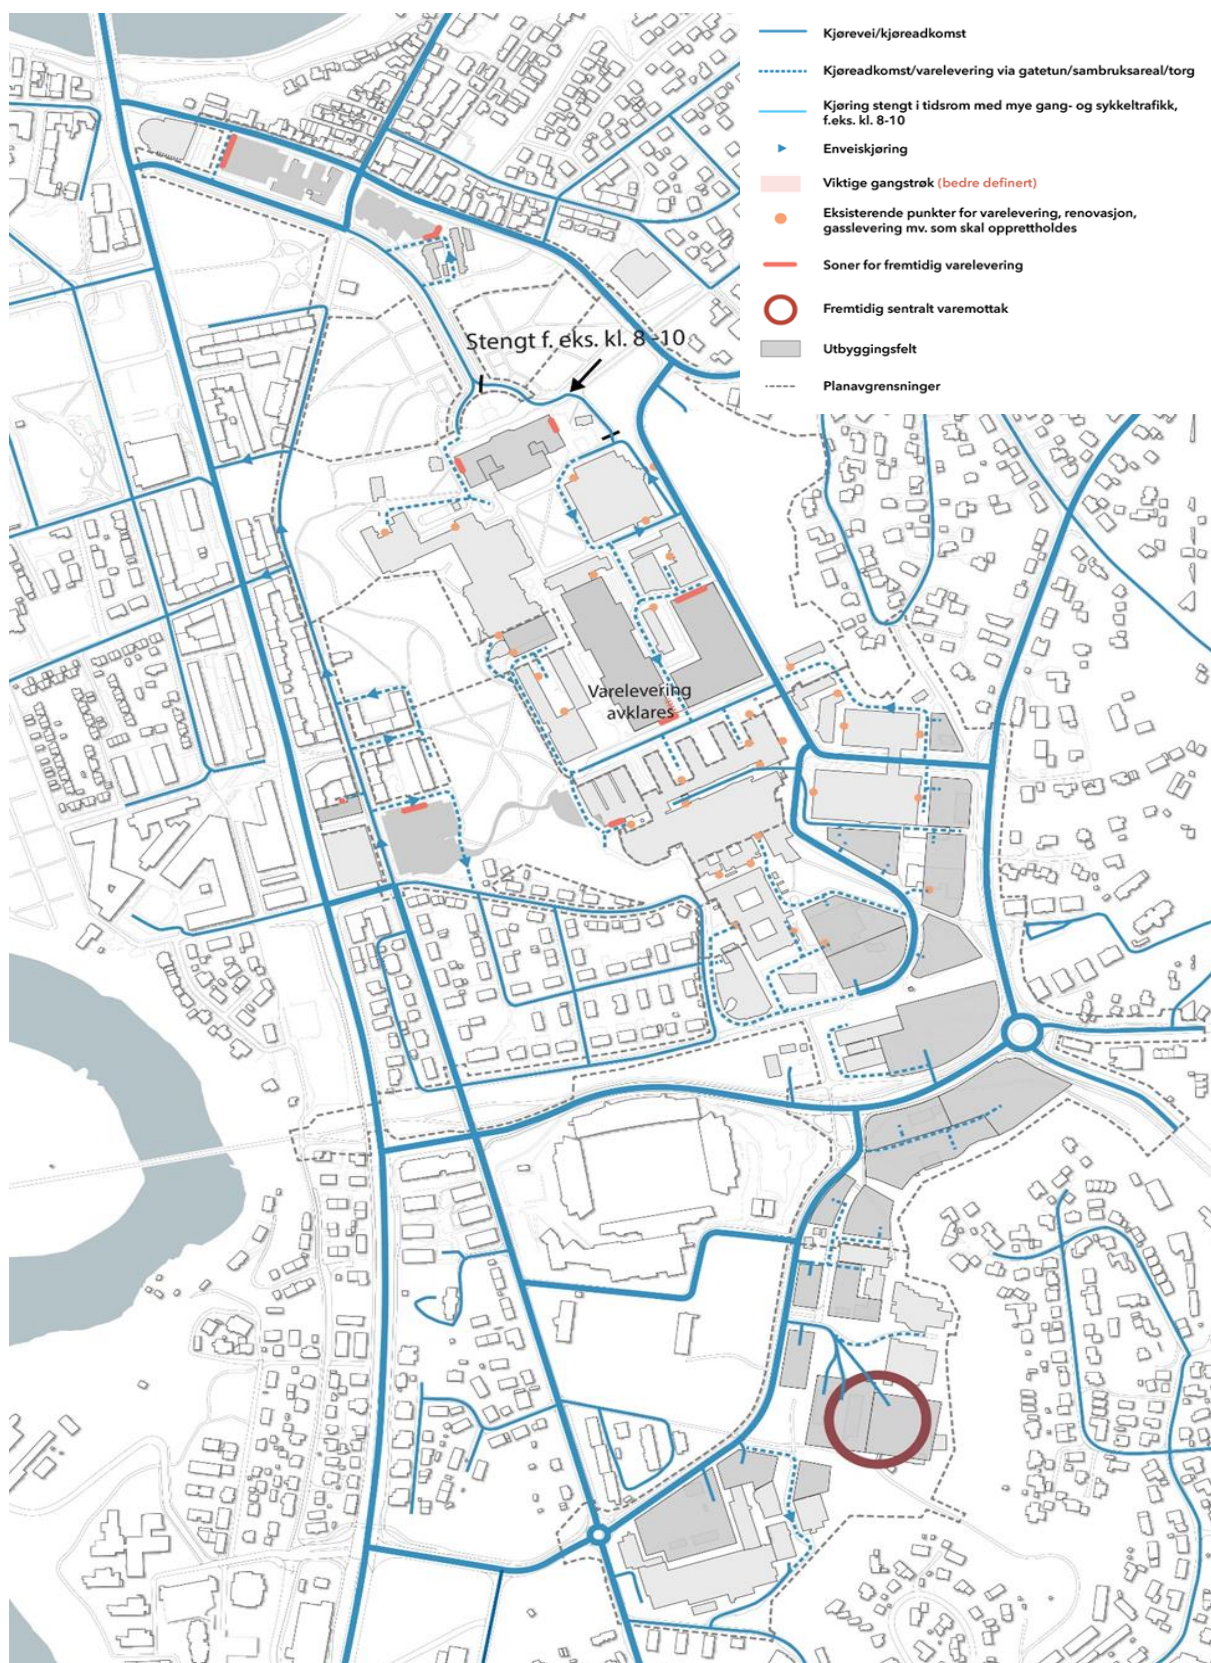 Kjørevei/kjøreadkomst
Kjøreadkomst/varelevering via gatetun/sambruksareal/torg
Kjøring stengt i tidsrom med mye gang- og sykkeltrafikk,
f.eks. kl. 8-10
Enveiskjøring
Viktige gangstrøk (bedre definert)
Eksisterende punkter for varelevering, renovasjon,
gasslevering mv. som skal opprettholdes
Soner for fremtidig varelevering
Fremtidig sentralt varemottak
Utbyggingsfelt
Planavgrensninger
Stengt f. eks. kl. 8-10
Varelevering
avklares